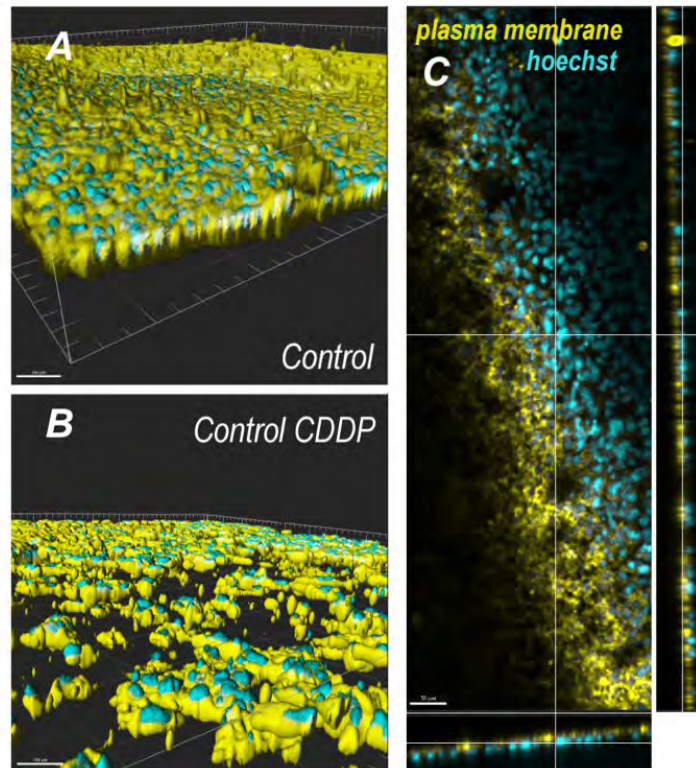 A
Control
B
Control CDDP
plasma membrane
C
hoechst